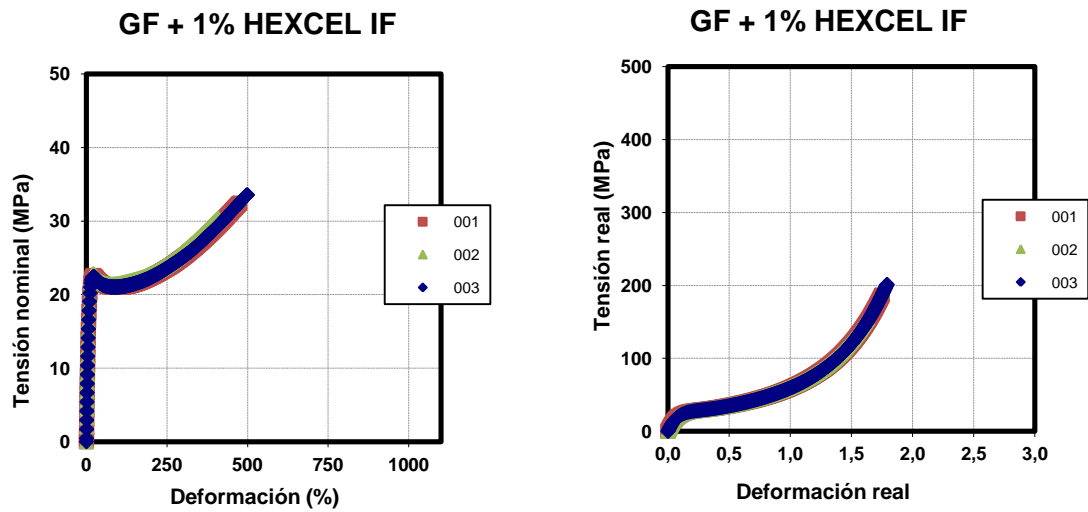 GF + 1% HEXCEL IF
Tensión nominal (MPa)
50
40
30
20
10
0
0 250 500 750 1000
Deformación (%)
001
002
003
GF + 1% HEXCEL IF
Tensión real (MPa)
500
400
300
200
100
0
0,0 0,5 1,0 1,5 2,0 2,5 3,0
Deformación real
001
002
003